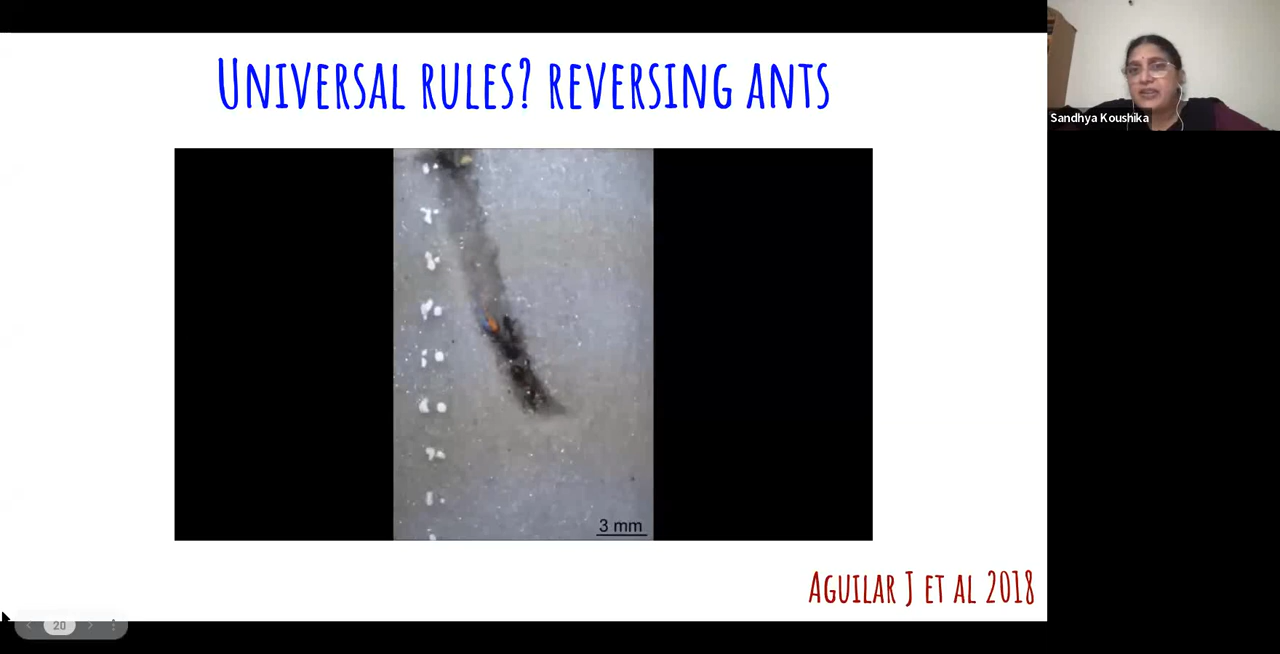 UNIVERSAL RULES? REVERSING ANTS
Sandhya Koushika
3 mm
AGUILAR J ET AL 2018
20